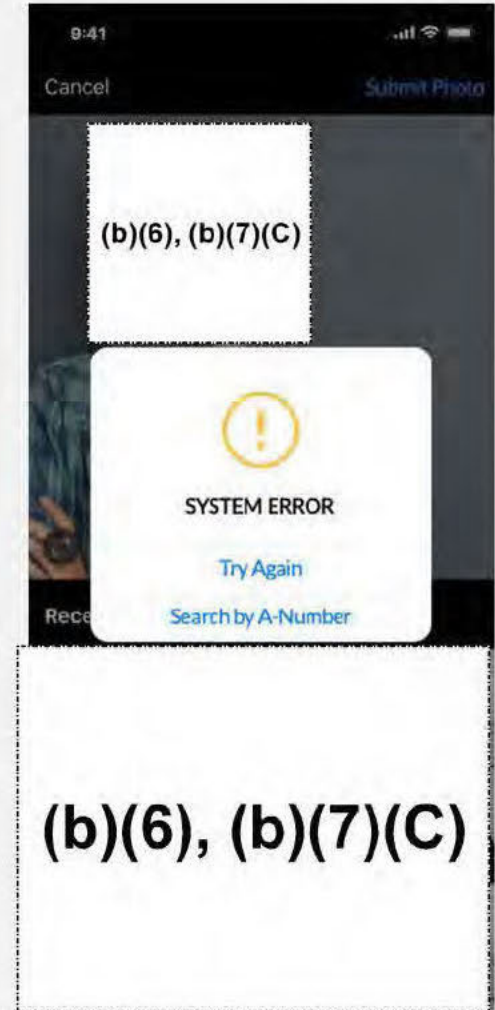 9:41
Cancel Submit Photo
(b)(6), (b)(7)(C)
SYSTEM ERROR
Try Again
Rece
Search by A-Number
(b)(6), (b)(7)(C)